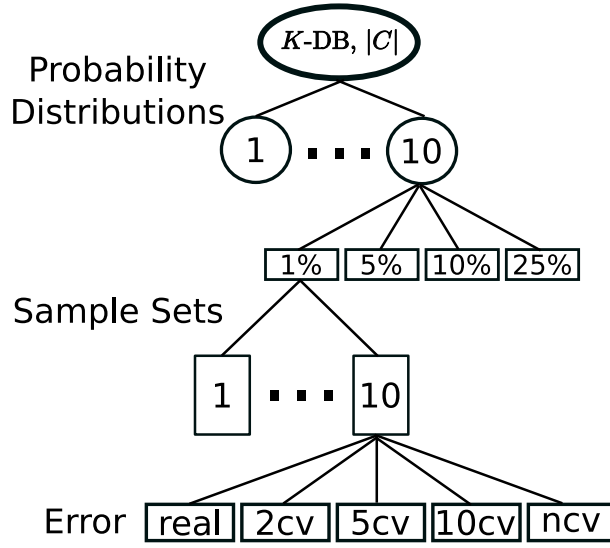 K-DB, |C|
Probability
Distributions
1 ... 10
1% 5% 10% 25%
Sample Sets
1 ... 10
Error real 2cv 5cv 10cv ncv